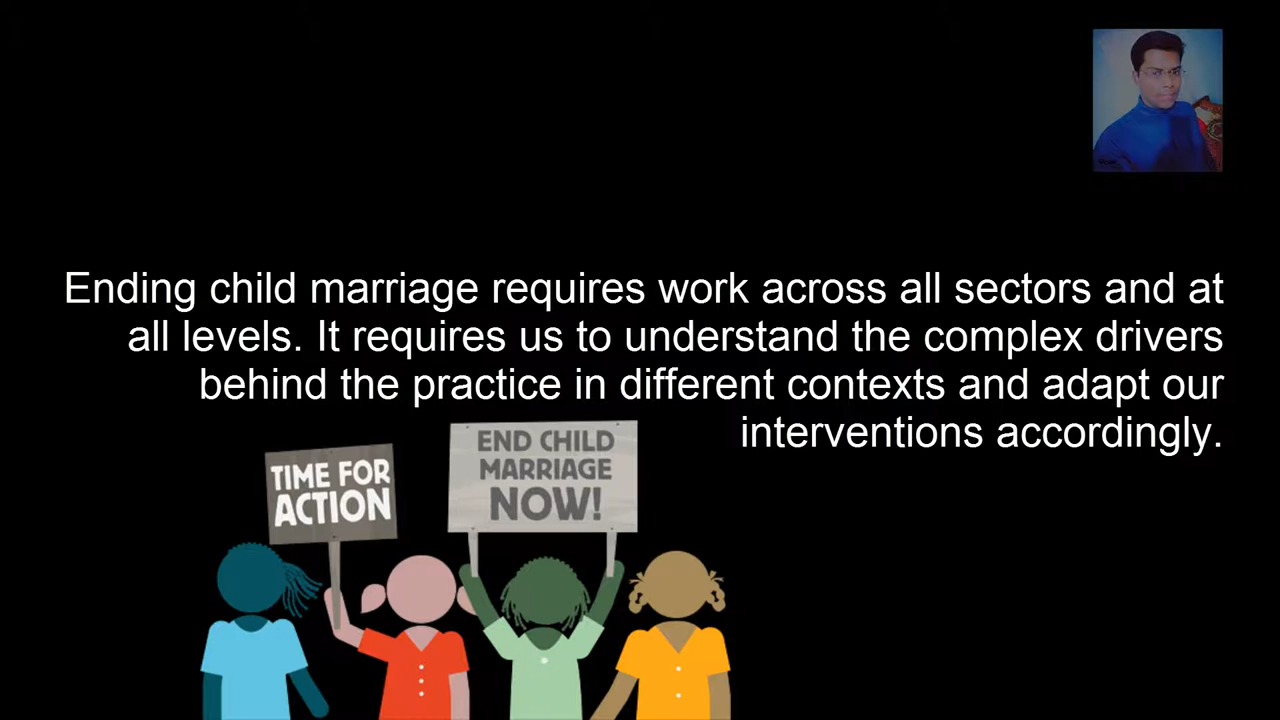 Ending child marriage requires work across all sectors and at
all levels. It requires us to understand the complex drivers
behind the practice in different contexts and adapt our
interventions accordingly.
TIME FOR
ACTION
END CHILD
MARRIAGE
NOW!